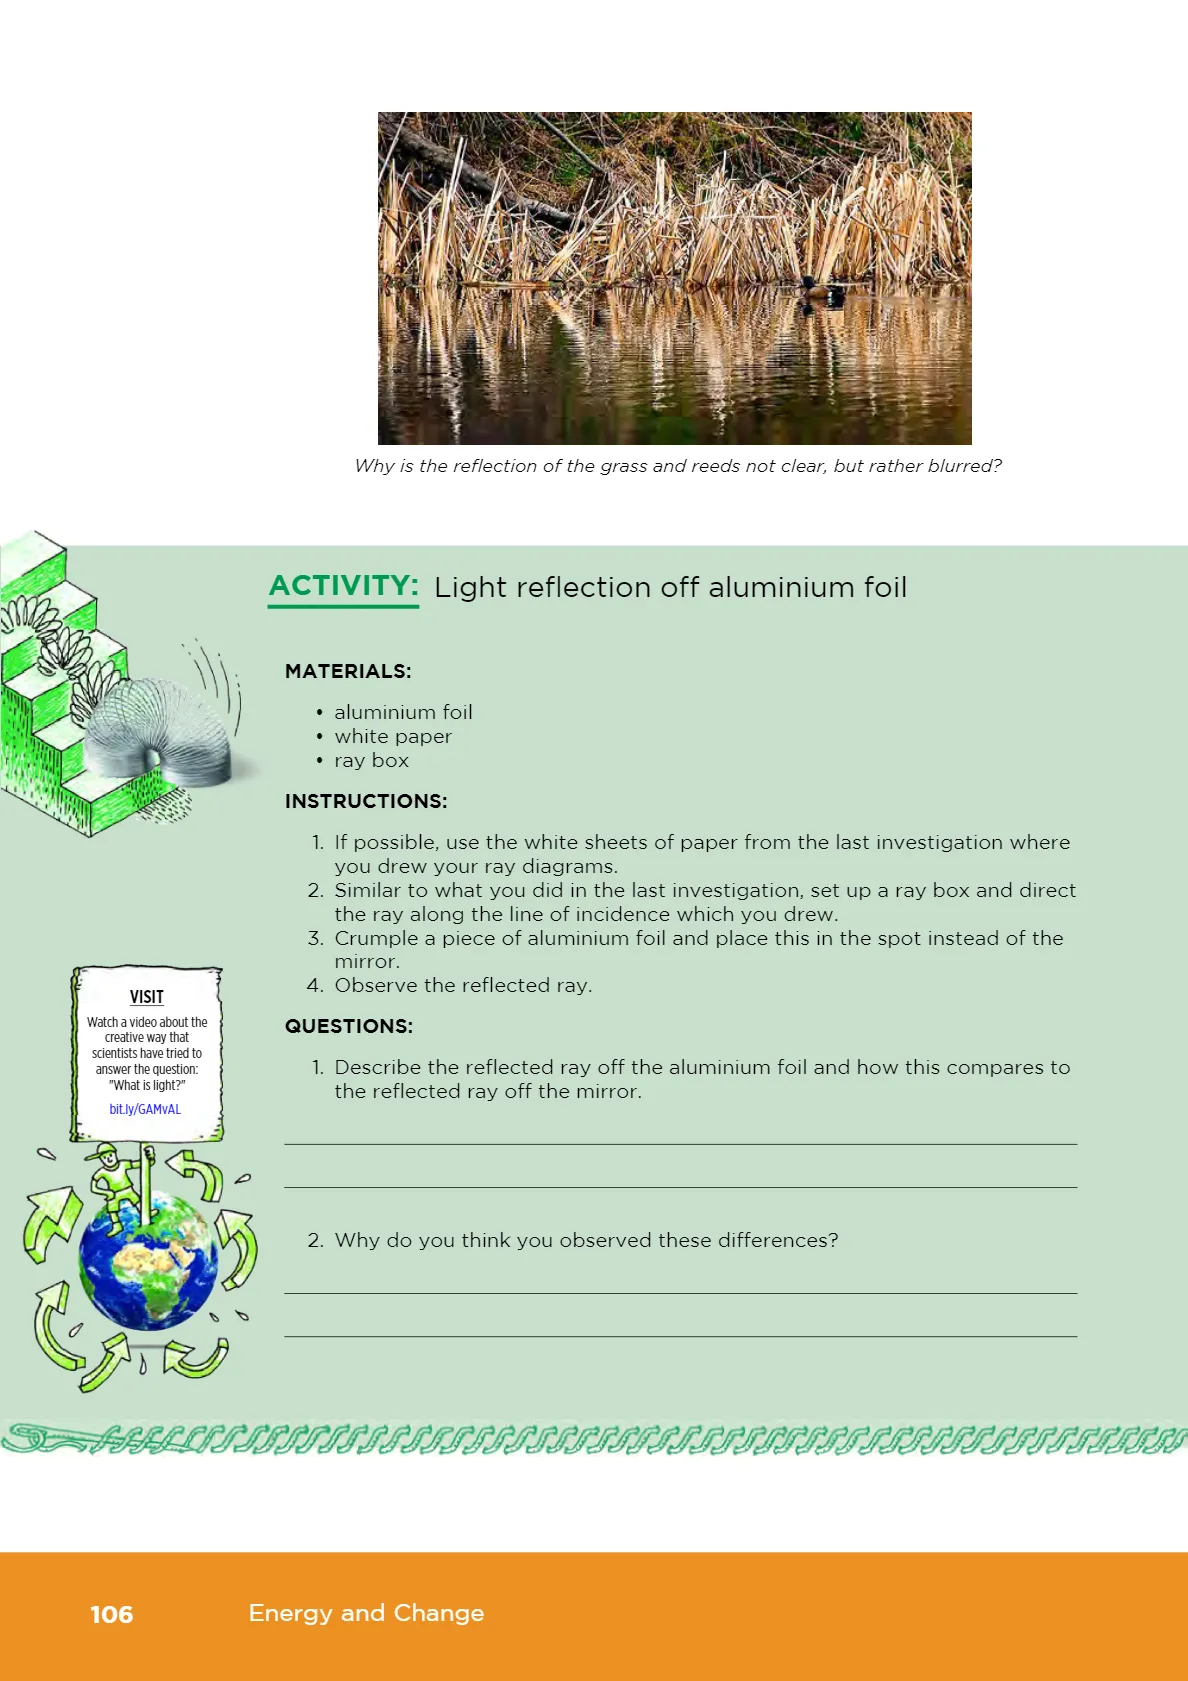 Why is the reflection of the grass and reeds not clear, but rather blurred?
ACTIVITY: Light reflection off aluminium foil
MATERIALS:
• aluminium foil
• white paper
• ray box
INSTRUCTIONS:
1. If possible, use the white sheets of paper from the last investigation where
you drew your ray diagrams.
2. Similar to what you did in the last investigation, set up a ray box and direct
the ray along the line of incidence which you drew.
3. Crumple a piece of aluminium foil and place this in the spot instead of the
mirror.
4. Observe the reflected ray.
QUESTIONS:
1. Describe the reflected ray off the aluminium foil and how this compares to
the reflected ray off the mirror.
2. Why do you think you observed these differences?
VISIT
Watch a video about the
creative way that
scientists have tried to
answer the question:
"What is light?"
bit.ly/GAMvAL
106 Energy and Change